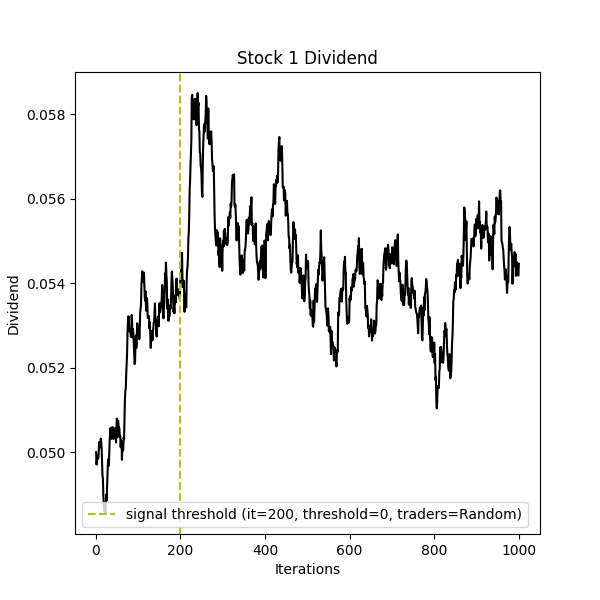 Stock 1 Dividend
0.058
0.056
0.054
0.052
0.050
Dividend
signal threshold (it=200, threshold=0, traders=Random)
0
200
400
600
800
1000
Iterations